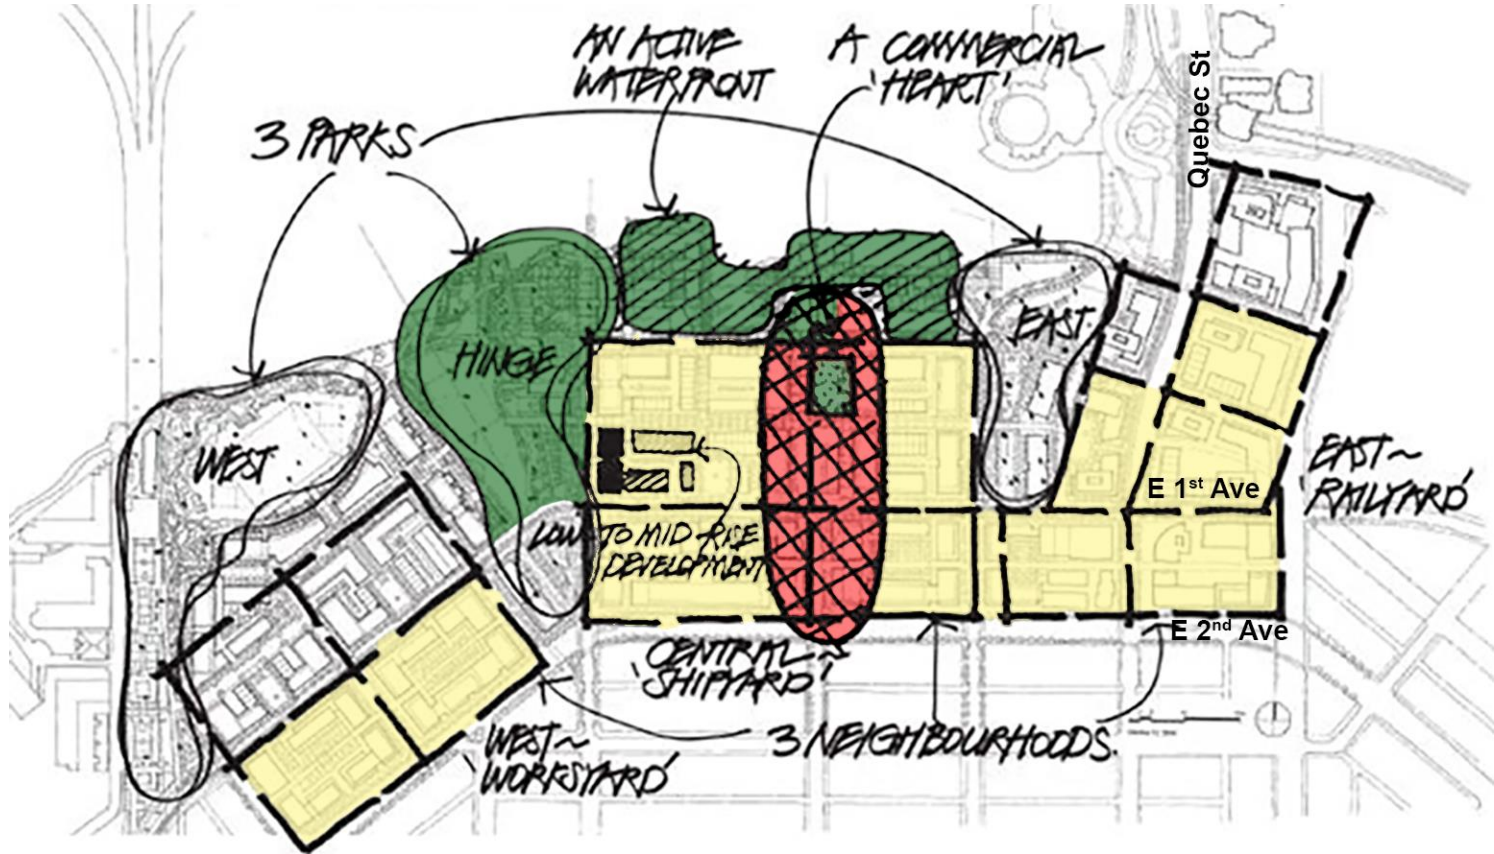 AN ACTIVE
WATERFRONT
A COMMERCIAL
'HEART'
3 PARKS
Quebec St
HINGE
EAST
WEST
EAST~
RAILYARD'
E 1st Ave
LOW TO MID-RISE
DEVELOPMENT
E 2nd Ave
CENTRAL~
'SHIPYARD'
3 NEIGHBOURHOODS.
WEST~
'WORKSYARD'